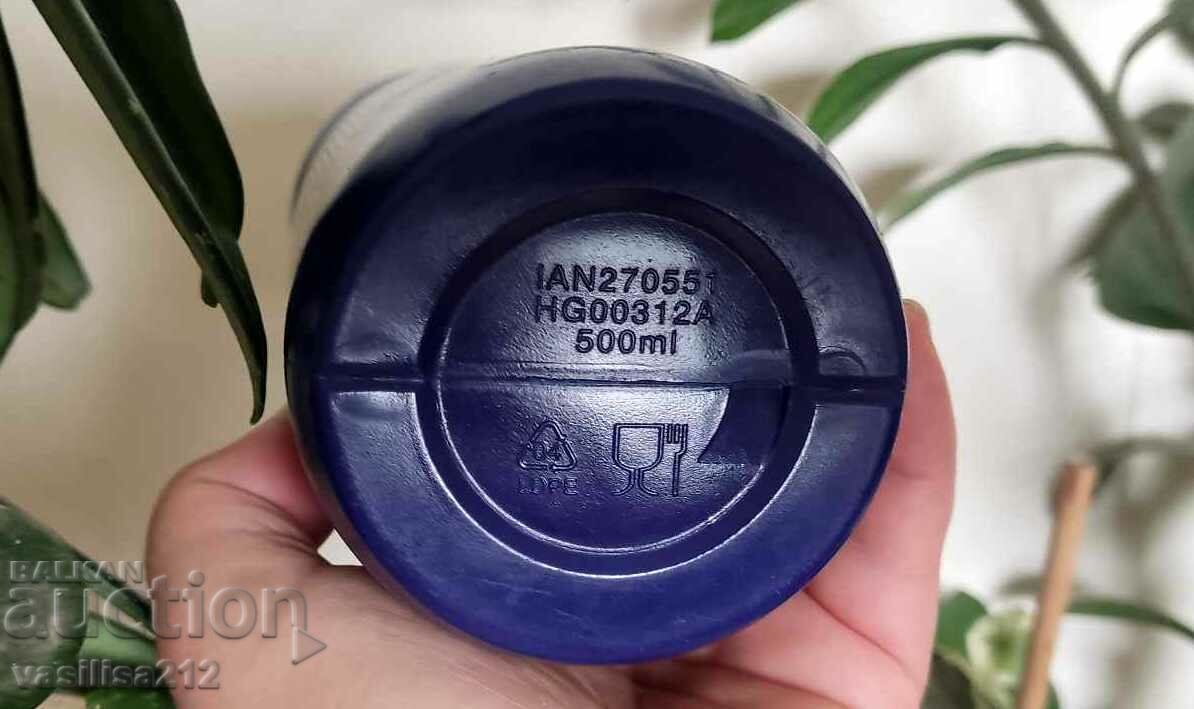 IAN270551
HG00312A
500ml
04
LDPE
BALKAN
auction
vasilisa212